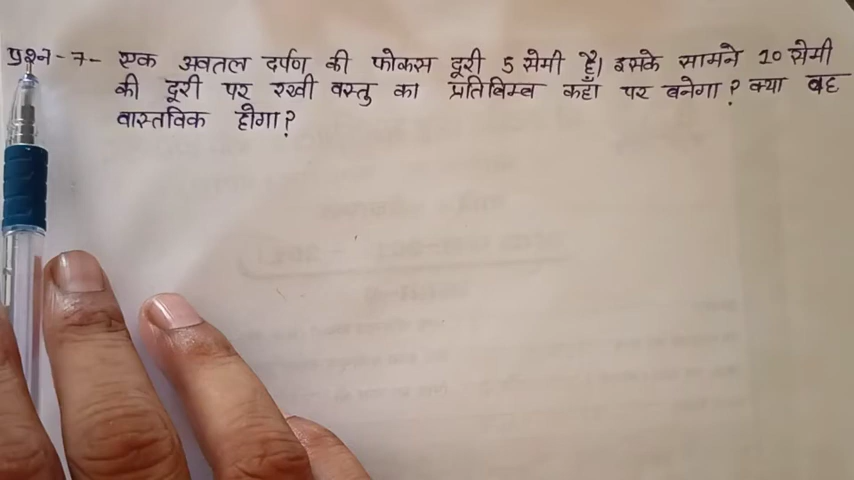 प्रश्न-7- एक अवतल दर्पण की फोकस दूरी 5 सेमी है। इसके सामने 10 सेमी
की दूरी पर रखी वस्तु का प्रतिबिम्ब कहाँ पर बनेगा? क्या वह
वास्तविक होगा?